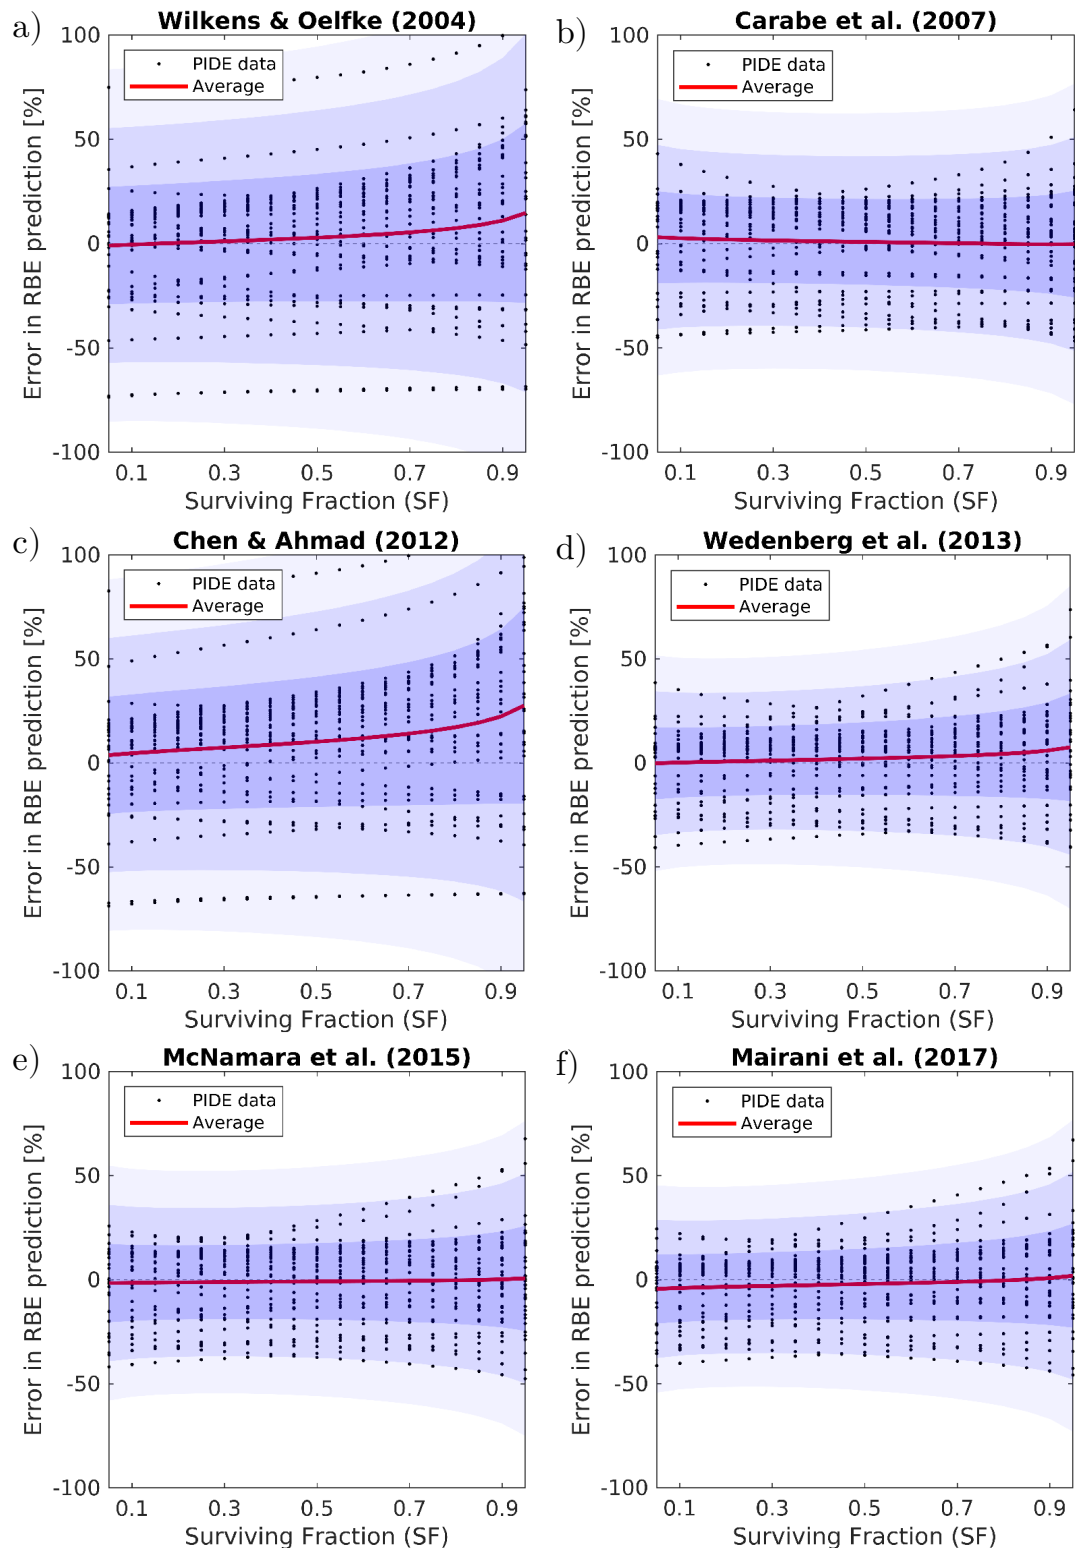 a)
Wilkens & Oelfke (2004)
100
50
0
-50
-100
Error in RBE prediction [%]
PIDE data
Average
0.1 0.3 0.5 0.7 0.9
Surviving Fraction (SF)
b)
Carabe et al. (2007)
100
50
0
-50
-100
Error in RBE prediction [%]
PIDE data
Average
0.1 0.3 0.5 0.7 0.9
Surviving Fraction (SF)
c)
Chen & Ahmad (2012)
100
50
0
-50
-100
Error in RBE prediction [%]
PIDE data
Average
0.1 0.3 0.5 0.7 0.9
Surviving Fraction (SF)
d)
Wedenberg et al. (2013)
100
50
0
-50
-100
Error in RBE prediction [%]
PIDE data
Average
0.1 0.3 0.5 0.7 0.9
Surviving Fraction (SF)
e)
McNamara et al. (2015)
100
50
0
-50
-100
Error in RBE prediction [%]
PIDE data
Average
0.1 0.3 0.5 0.7 0.9
Surviving Fraction (SF)
f)
Mairani et al. (2017)
100
50
0
-50
-100
Error in RBE prediction [%]
PIDE data
Average
0.1 0.3 0.5 0.7 0.9
Surviving Fraction (SF)